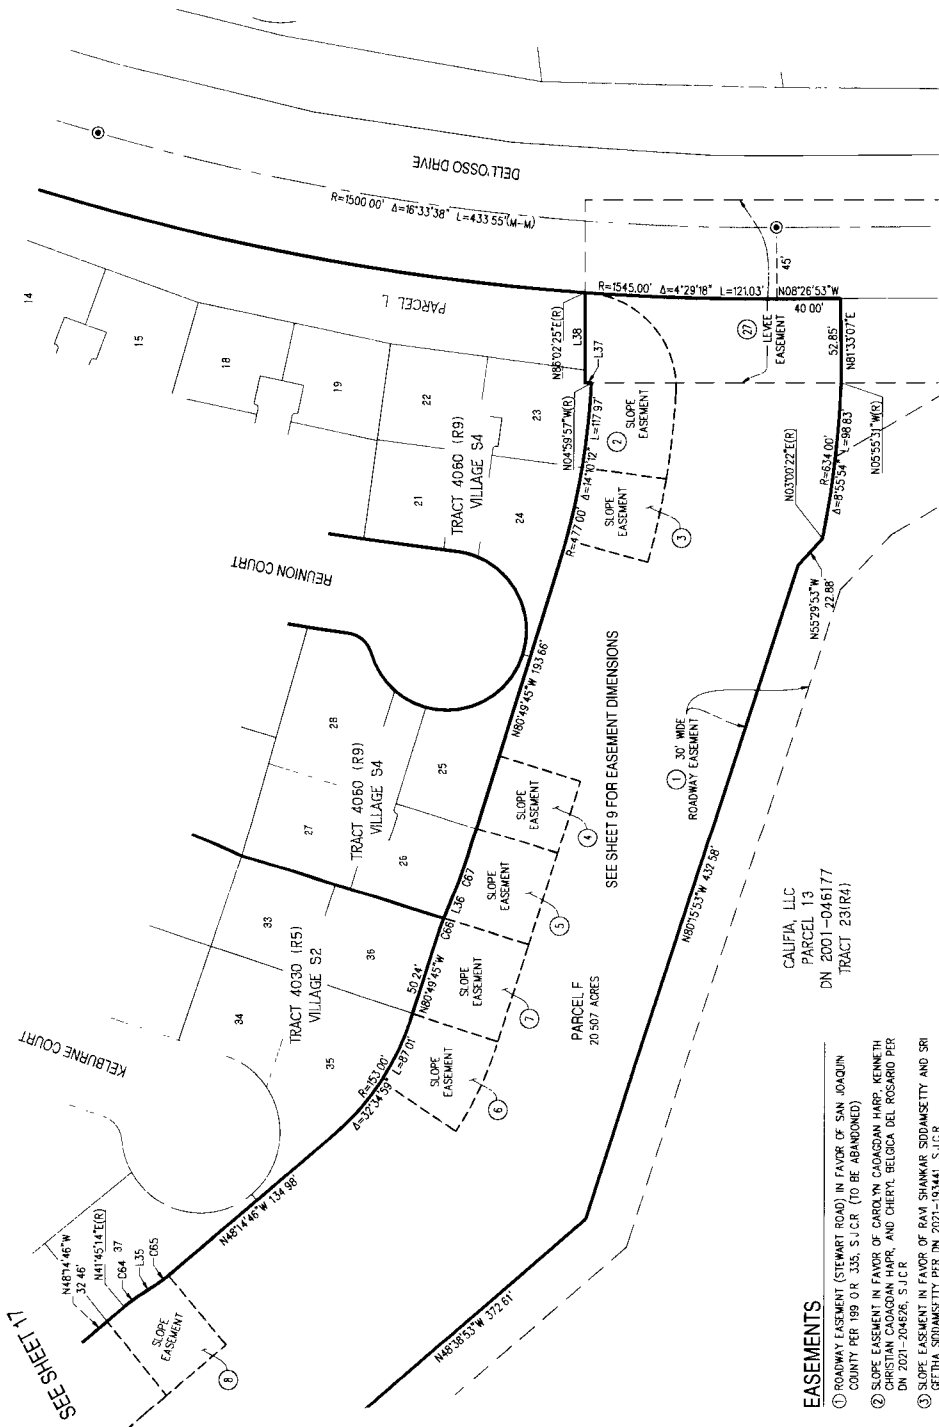 14
15
18
19
22
23
21
24
PARCEL L
DELL'OSSO DRIVE
R=1500.00' Δ=16°33'38" L=433.55'(M-M)
R=1545.00' Δ=4°29'18" L=121.03'
N08°26'53"W
40.00'
45'
27
LEVEE
EASEMENT
52.85'
N81°33'07"E
N86°02'25"E(R)
L38
L37
N04°59'57"W(R)
TRACT 4060 (R9)
VILLAGE S4
REUNION COURT
R=477.00' Δ=14°10'12" L=117.97'
2
SLOPE
EASEMENT
SLOPE
EASEMENT
3
N03°00'22"E(R)
R=634.00'
Δ=8°55'54" L=98.83'
N05°55'31"W(R)
N55°29'53"W
22.88'
28
25
27
26
TRACT 4060 (R9)
VILLAGE S4
N80°49'45"W 193.66'
SEE SHEET 9 FOR EASEMENT DIMENSIONS
1 30' WIDE
ROADWAY EASEMENT
SLOPE
EASEMENT
4
C67
L36
C66
SLOPE
EASEMENT
5
33
34
36
35
TRACT 4030 (R5)
VILLAGE S2
KELBURNE COURT
50.24'
N80°49'45"W
SLOPE
EASEMENT
7
R=153.00'
Δ=32°34'59" L=87.01'
SLOPE
EASEMENT
6
PARCEL F
20.507 ACRES
N80°15'53"W 432.58'
CALIFIA, LLC
PARCEL 13
DN 2001-046177
TRACT 23(R4)
N48°14'46"W 134.98'
N48°14'46"W
32.46'
N41°45'14"E(R)
C64
37
L35
C65
SLOPE
EASEMENT
8
SEE SHEET 17
N48°38'53"W 372.61'
EASEMENTS
1 ROADWAY EASEMENT (STEWART ROAD) IN FAVOR OF SAN JOAQUIN
COUNTY PER 199 O.R. 335, S.J.C.R. (TO BE ABANDONED)
2 SLOPE EASEMENT IN FAVOR OF CAROLYN CAOAGDAN HARP, KENNETH
CHRISTIAN CAOAGDAN HAPR, AND CHERYL BELGICA DEL ROSARIO PER
DN 2021-204626, S.J.C.R.
3 SLOPE EASEMENT IN FAVOR OF RAVI SHANKAR SIDDAMSETTY AND SRI
GEETHA SIDDAMSETTY PER DN 2021-193441, S.J.C.R.